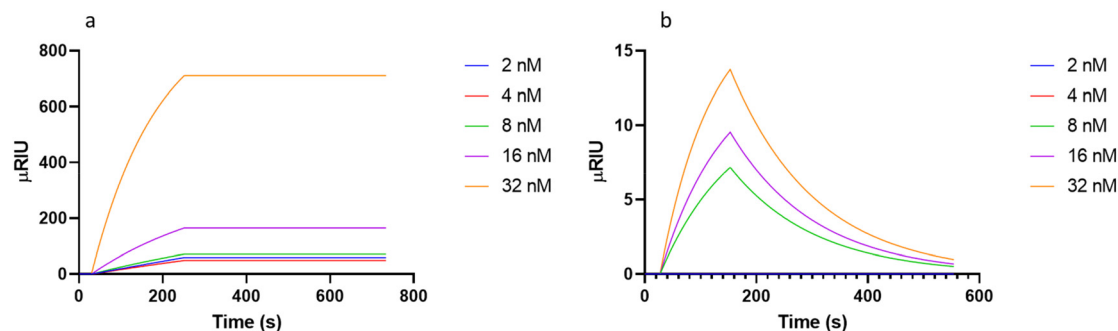 a
800
600
400
200
0
μRIU
0 200 400 600 800
Time (s)
2 nM
4 nM
8 nM
16 nM
32 nM
b
15
10
5
0
μRIU
0 200 400 600
Time (s)
2 nM
4 nM
8 nM
16 nM
32 nM